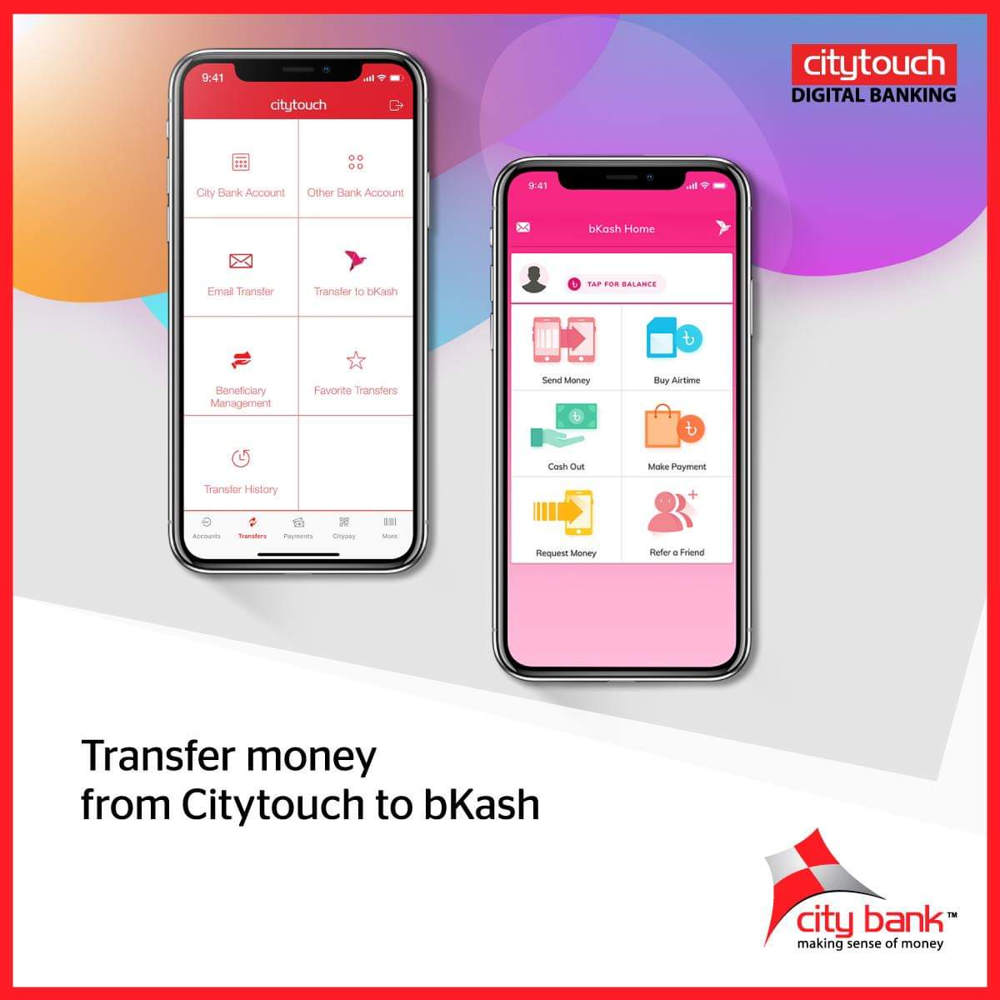 citytouch
DIGITAL BANKING
9:41
citytouch
City Bank Account
Other Bank Account
Email Transfer
Transfer to bKash
Beneficiary
Management
Favorite Transfers
Transfer History
Accounts
Transfers
Payments
Citypay
More
9:41
bKash Home
৳ TAP FOR BALANCE
Send Money
৳
Buy Airtime
৳
Cash Out
৳
Make Payment
Request Money
Refer a Friend
Transfer money
from Citytouch to bKash
city bank™
making sense of money